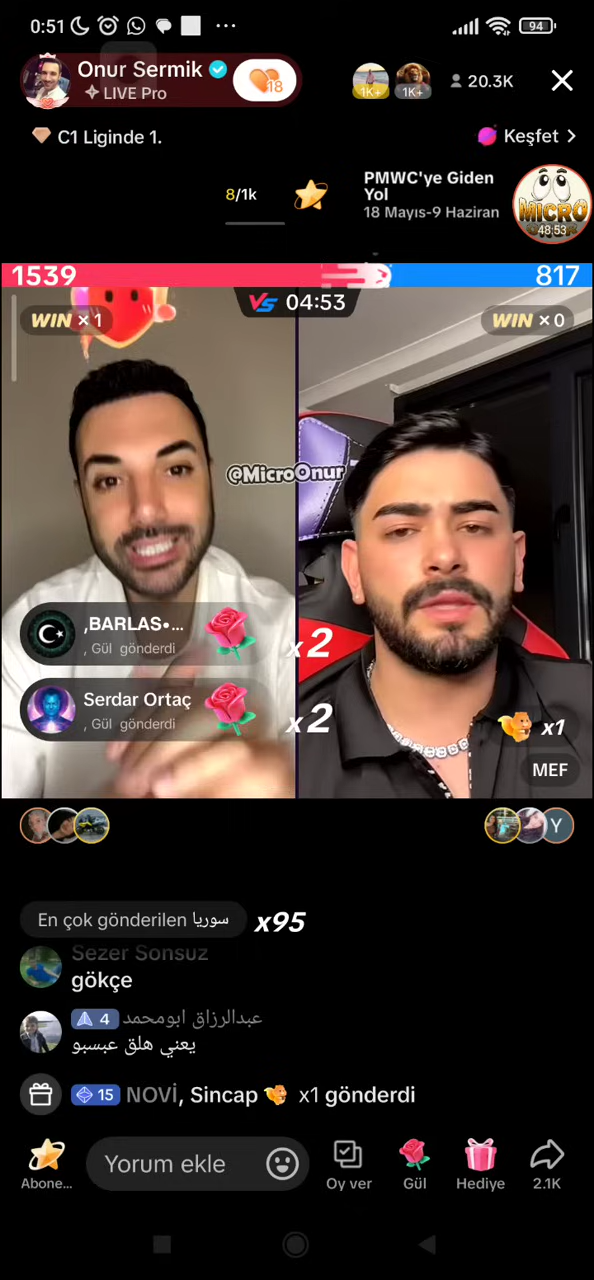 0:51
94
Onur Sermik
LIVE Pro
18
1K+
1K+
20.3K
C1 Liginde 1.
Keşfet
8/1k
PMWC'ye Giden
Yol
18 Mayıs-9 Haziran
MICRO
48:53
1539
VS 04:53
817
WIN x 1
WIN x 0
@MicroOnur
,BARLAS•...
, Gül gönderdi
x2
Serdar Ortaç
, Gül gönderdi
x2
x1
MEF
Y
En çok gönderilen سوريا x95
Sezer Sonsuz
gökçe
4 عبدالرزاق ابومحمد
يعني هلق عبسبو
15 NOVİ, Sincap x1 gönderdi
Yorum ekle
Abone...
Oy ver
Gül
Hediye
2.1K